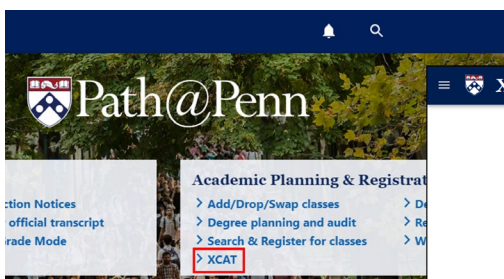 Path@Penn
X
ction Notices
official transcript
rade Mode
Academic Planning & Registrat
Add/Drop/Swap classes
Degree planning and audit
Search & Register for classes
XCAT
D
Re
W